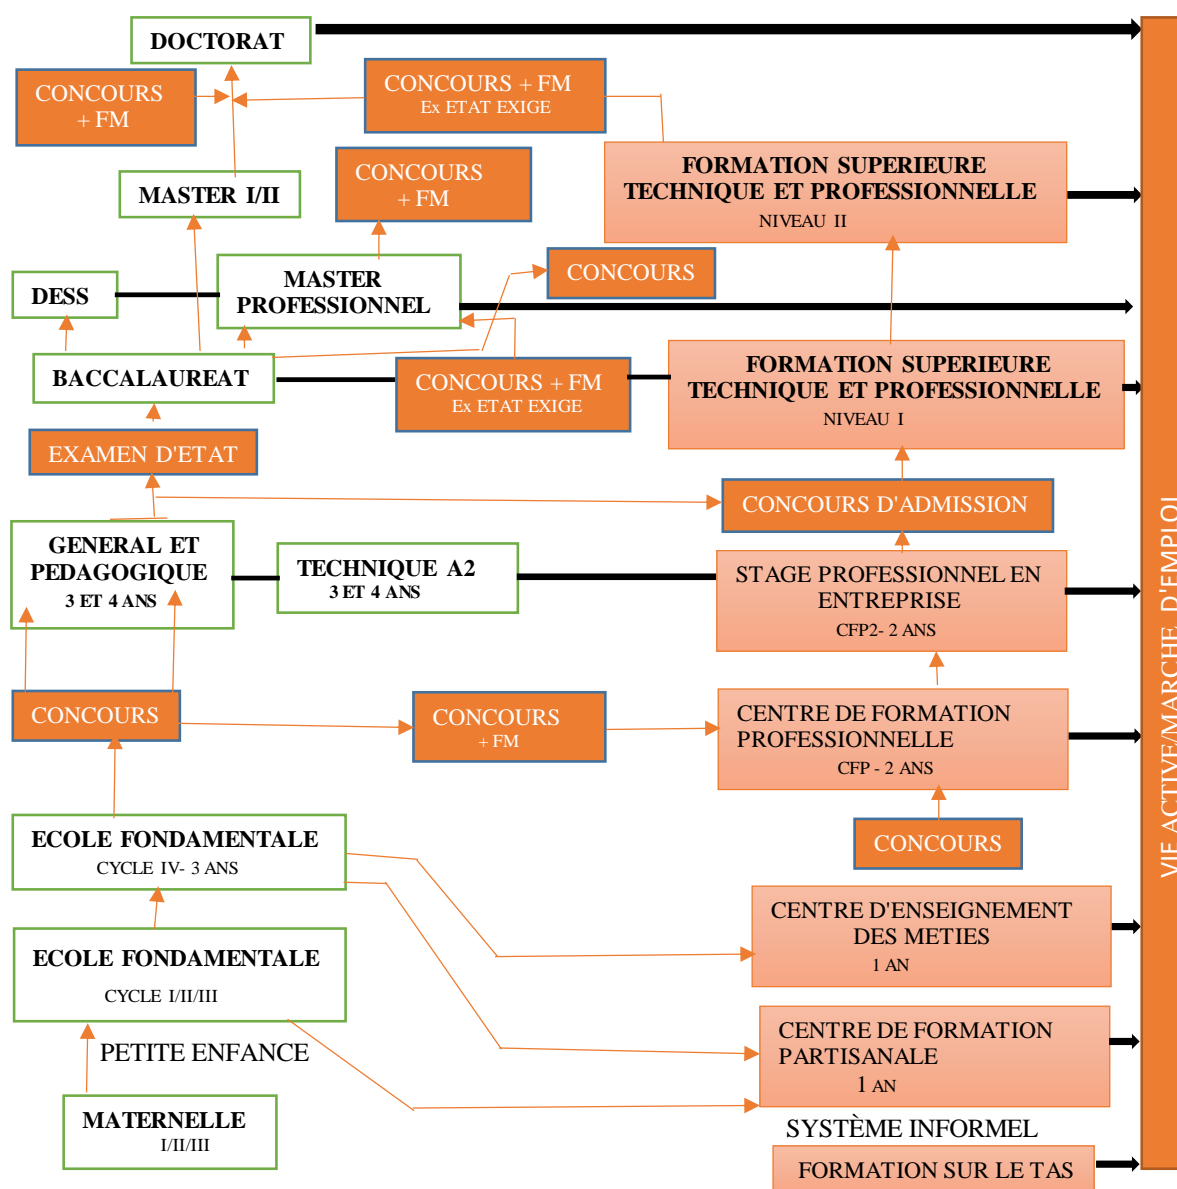 DOCTORAT
CONCOURS
+ FM
CONCOURS + FM
Ex ETAT EXIGE
FORMATION SUPERIEURE
TECHNIQUE ET PROFESSIONNELLE
NIVEAU II
CONCOURS
+ FM
MASTER I/II
CONCOURS
MASTER
PROFESSIONNEL
DESS
BACCALAUREAT
CONCOURS + FM
Ex ETAT EXIGE
FORMATION SUPERIEURE
TECHNIQUE ET PROFESSIONNELLE
NIVEAU I
EXAMEN D'ETAT
CONCOURS D'ADMISSION
GENERAL ET
PEDAGOGIQUE
3 ET 4 ANS
TECHNIQUE A2
3 ET 4 ANS
STAGE PROFESSIONNEL EN
ENTREPRISE
CFP2- 2 ANS
CONCOURS
CONCOURS
+ FM
CENTRE DE FORMATION
PROFESSIONNELLE
CFP - 2 ANS
CONCOURS
ECOLE FONDAMENTALE
CYCLE IV- 3 ANS
CENTRE D'ENSEIGNEMENT
DES METIES
1 AN
ECOLE FONDAMENTALE
CYCLE I/II/III
CENTRE DE FORMATION
PARTISANALE
1 AN
PETITE ENFANCE
MATERNELLE
I/II/III
SYSTÈME INFORMEL
FORMATION SUR LE TAS
VIE ACTIVE/MARCHE D'EMPLOI